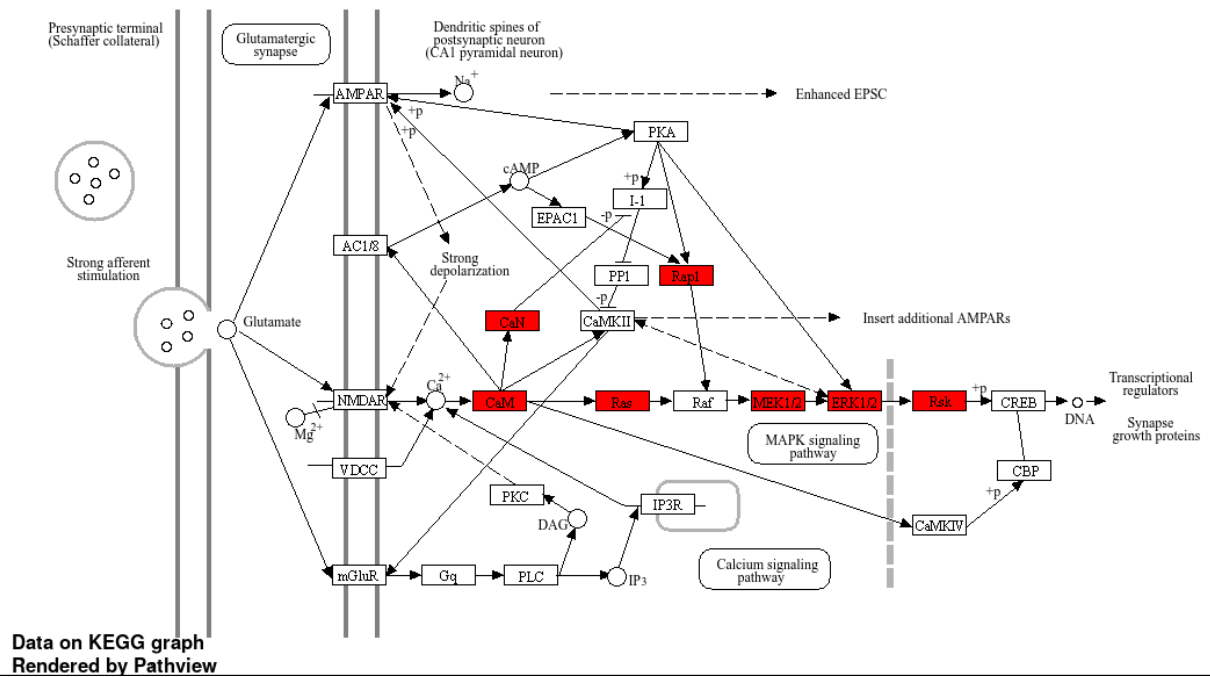 Presynaptic terminal
(Schaffer collateral)
Glutamatergic
synapse
Dendritic spines of
postsynaptic neuron
(CA1 pyramidal neuron)
AMPAR
Na+
Enhanced EPSC
+p
+p
PKA
cAMP
+p
I-1
-p
EPAC1
AC1/8
Strong
depolarization
Strong afferent
stimulation
PP1
Rap1
-p
Glutamate
CaN
CaMKII
Insert additional AMPARs
Ca2+
NMDAR
CaM
Ras
Raf
MEK1/2
ERK1/2
Rsk
+p
CREB
DNA
Transcriptional
regulators
Mg2+
Synapse
growth proteins
MAPK signaling
pathway
VDCC
CBP
PKC
IP3R
+p
DAG
CaMKIV
mGluR
Gq
PLC
IP3
Calcium signaling
pathway
Data on KEGG graph
Rendered by Pathview